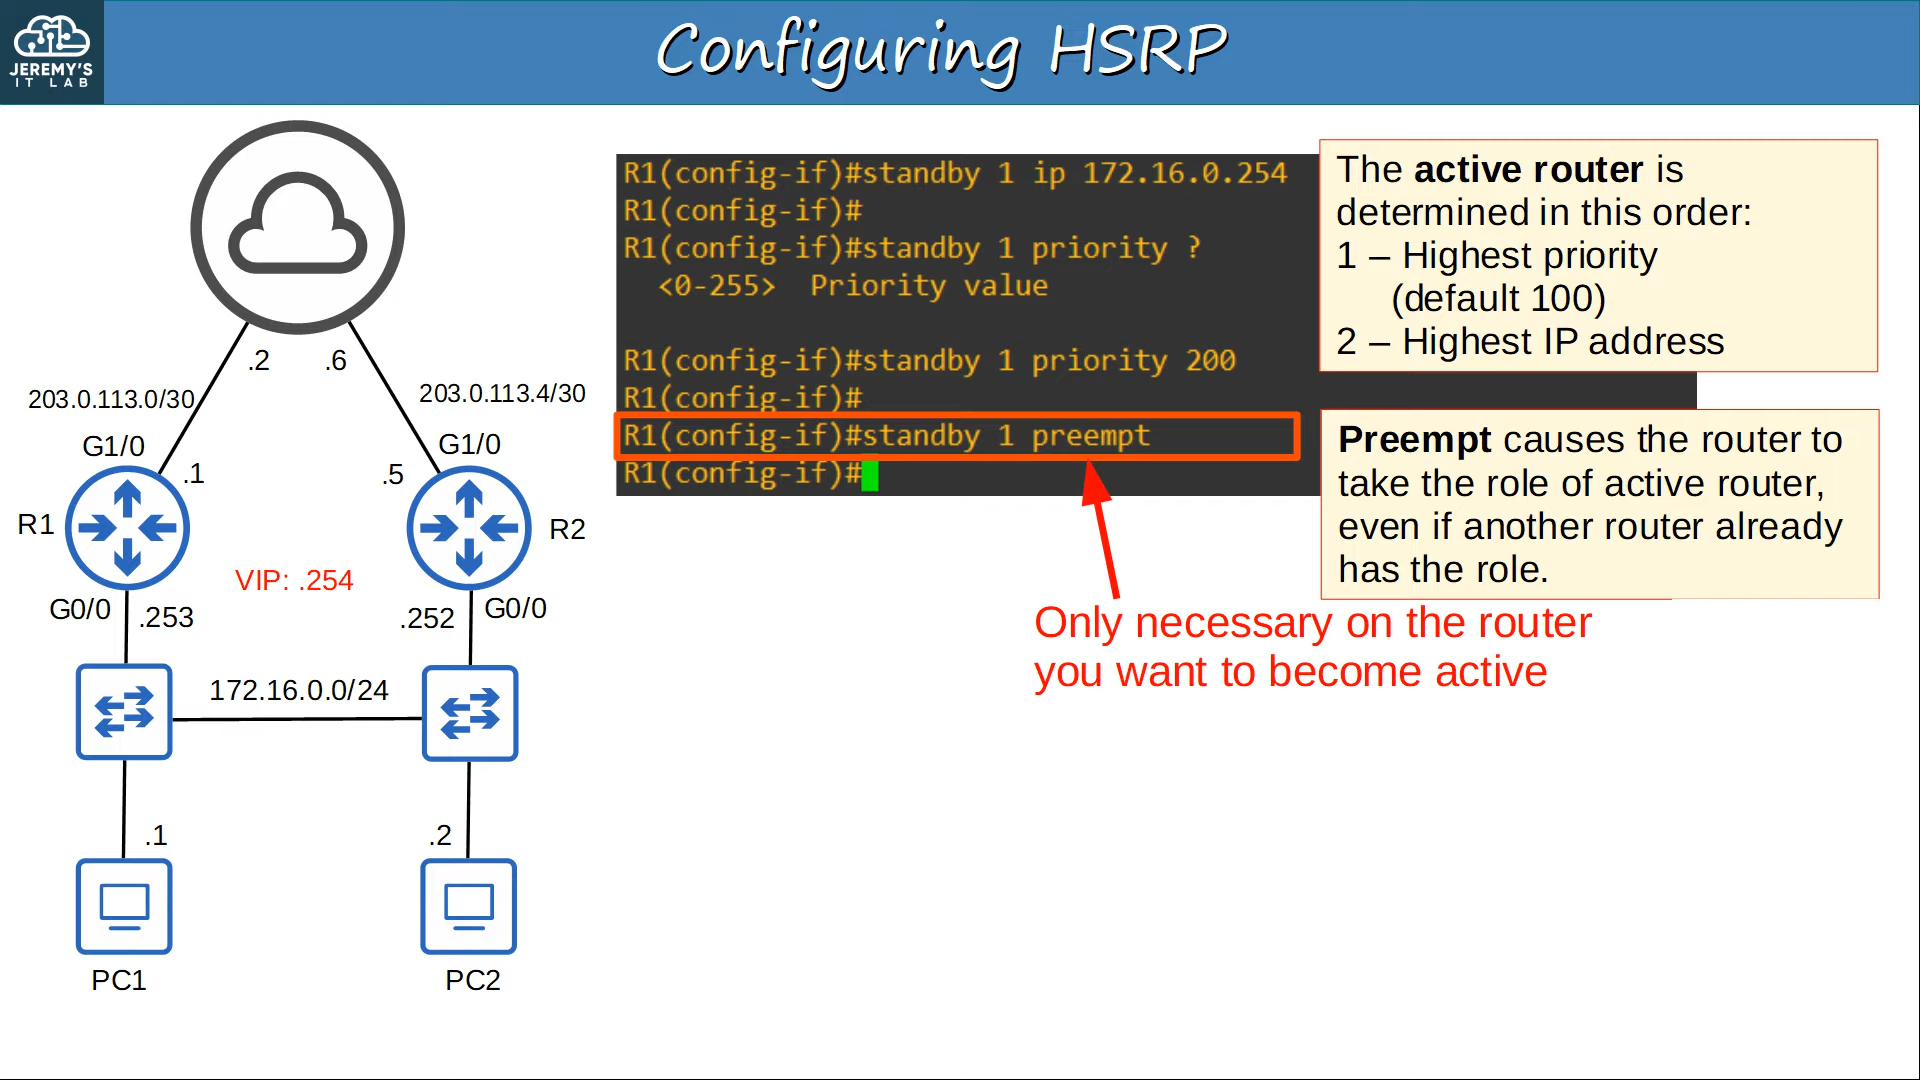 JEREMY'S
IT LAB
Configuring HSRP
.2
.6
203.0.113.0/30
203.0.113.4/30
G1/0
G1/0
.1
.5
R1
R2
VIP: .254
G0/0
.253
.252
G0/0
172.16.0.0/24
.1
.2
PC1
PC2
R1(config-if)#standby 1 ip 172.16.0.254
R1(config-if)#
R1(config-if)#standby 1 priority ?
<0-255>  Priority value
R1(config-if)#standby 1 priority 200
R1(config-if)#
R1(config-if)#standby 1 preempt
R1(config-if)#
The active router is
determined in this order:
1 – Highest priority
(default 100)
2 – Highest IP address
Preempt causes the router to
take the role of active router,
even if another router already
has the role.
Only necessary on the router
you want to become active